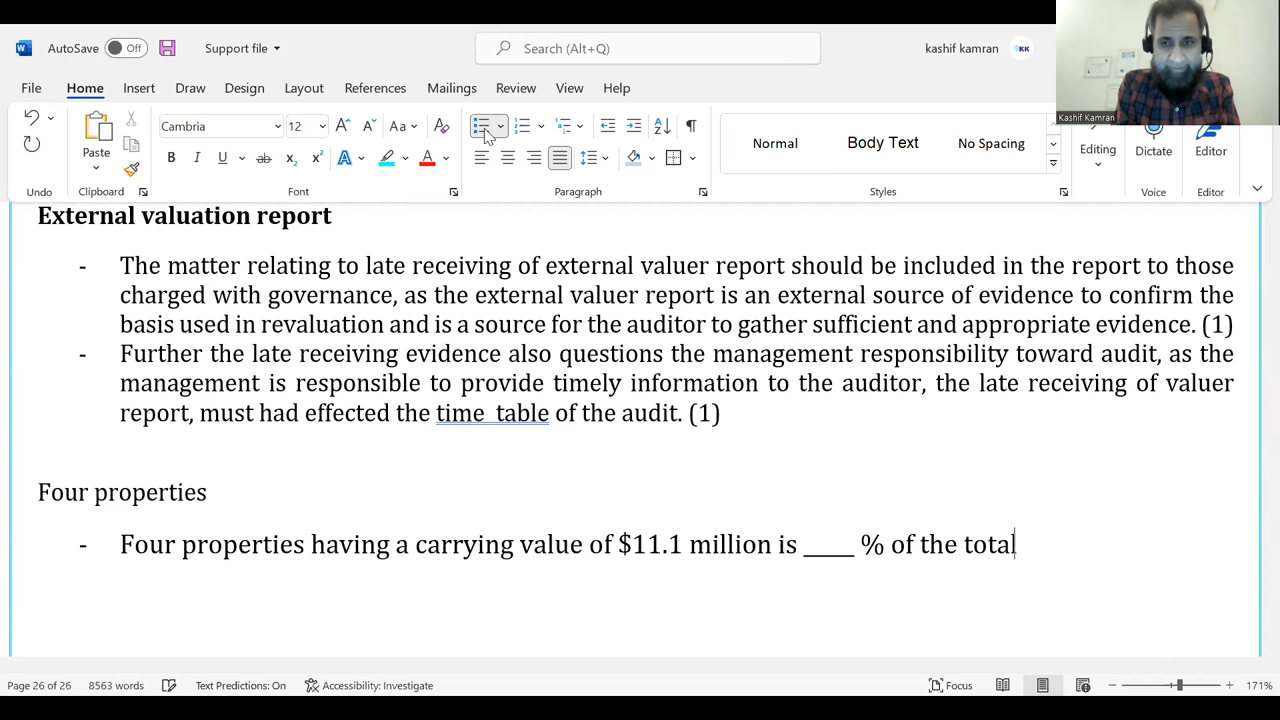 AutoSave Off Support file Search (Alt+Q) kashif kamran KK
File Home Insert Draw Design Layout References Mailings Review View Help
Kashif Kamran
Cambria 12 Aa
Paste Normal Body Text No Spacing Editing Dictate Editor
Undo Clipboard Font Paragraph Styles Voice Editor
External valuation report
- The matter relating to late receiving of external valuer report should be included in the report to those
charged with governance, as the external valuer report is an external source of evidence to confirm the
basis used in revaluation and is a source for the auditor to gather sufficient and appropriate evidence. (1)
- Further the late receiving evidence also questions the management responsibility toward audit, as the
management is responsible to provide timely information to the auditor, the late receiving of valuer
report, must had effected the time table of the audit. (1)
Four properties
- Four properties having a carrying value of $11.1 million is _____ % of the total
Page 26 of 26 8563 words Text Predictions: On Accessibility: Investigate Focus 171%